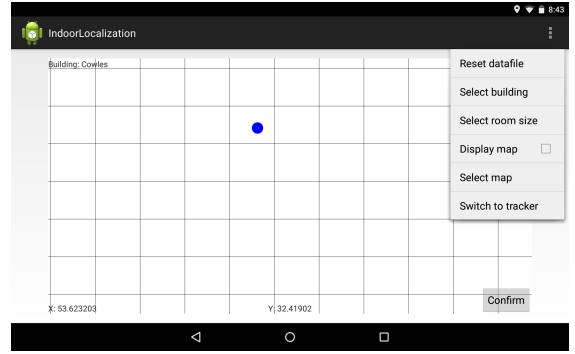 8:43
IndoorLocalization
Building: Cowles
Reset datafile
Select building
Select room size
Display map
Select map
Switch to tracker
Confirm
X: 53.623203
Y: 32.41902